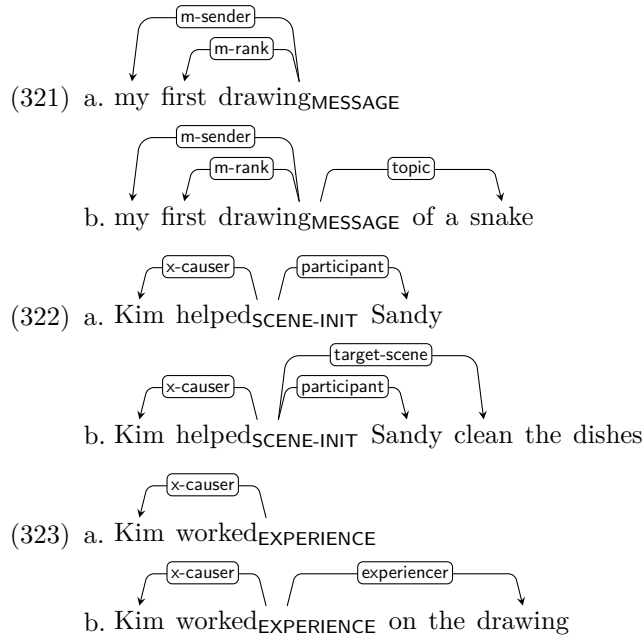 m-sender
m-rank
(321) a. my first drawingMESSAGE
m-sender
m-rank
topic
b. my first drawingMESSAGE of a snake
x-causer
participant
(322) a. Kim helpedSCENE-INIT Sandy
target-scene
x-causer
participant
b. Kim helpedSCENE-INIT Sandy clean the dishes
x-causer
(323) a. Kim workedEXPERIENCE
x-causer
experiencer
b. Kim workedEXPERIENCE on the drawing